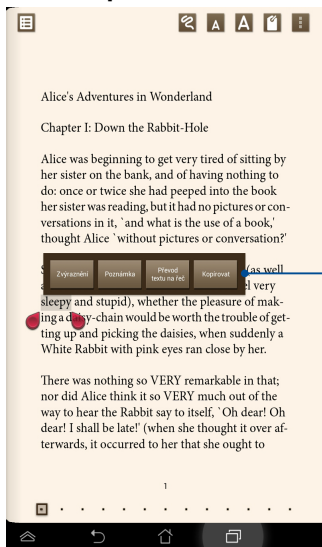 A A
Alice's Adventures in Wonderland
Chapter I: Down the Rabbit-Hole
Alice was beginning to get very tired of sitting by
her sister on the bank, and of having nothing to
do: once or twice she had peeped into the book
her sister was reading, but it had no pictures or con-
versations in it, `and what is the use of a book,'
thought Alice `without pictures or conversation?'
S (as well
a el very
Zvýraznění Poznámka Převod textu na řeč Kopírovat
sleepy and stupid), whether the pleasure of mak-
ing a daisy-chain would be worth the trouble of get-
ting up and picking the daisies, when suddenly a
White Rabbit with pink eyes ran close by her.
There was nothing so VERY remarkable in that;
nor did Alice think it so VERY much out of the
way to hear the Rabbit say to itself, `Oh dear! Oh
dear! I shall be late!' (when she thought it over af-
terwards, it occurred to her that she ought to
1